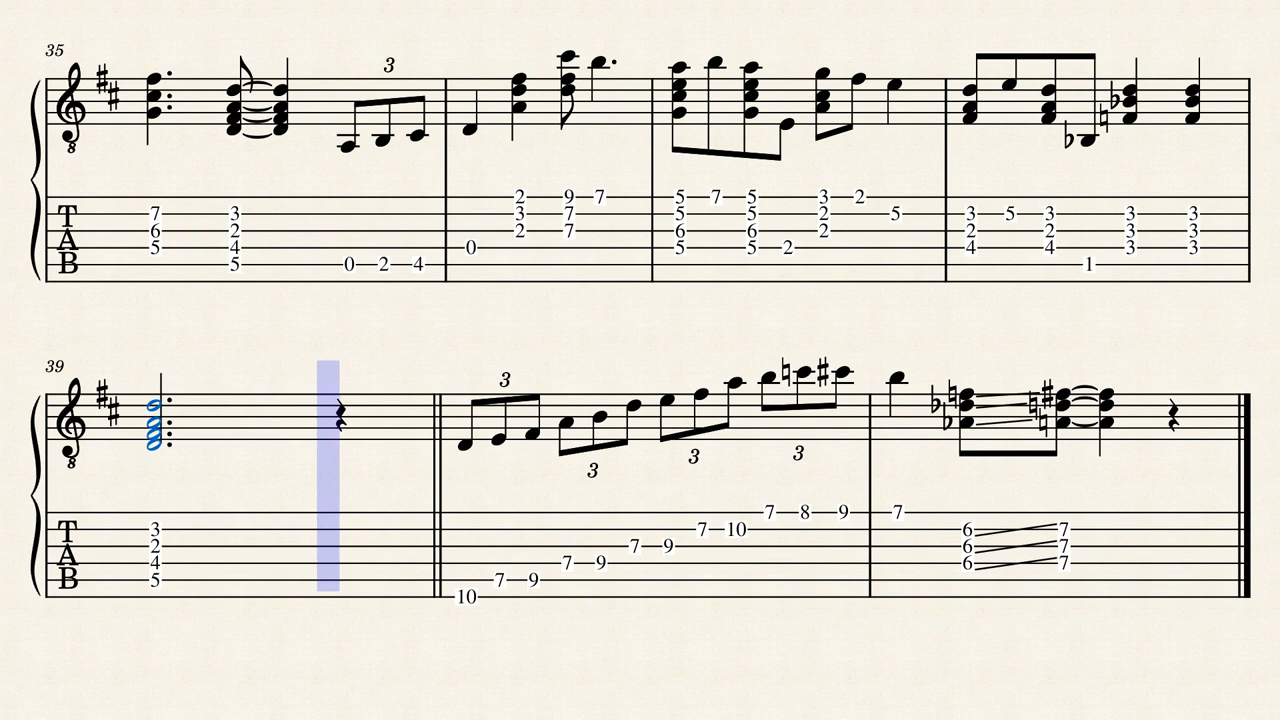 35
3
8
2 9 7 5 7 5 3 2
7 3 3 7 5 5 2 5 3 5 3 3 3
T 6 2 2 7 6 6 2 2 2 3 3
A 5 4 0 5 5 2 4 4 3 3
B 5 0 2 4 1
39
3
3 3 3
8
7 8 9 7
T 3 7 10 6 7
2 7 9 6 7
A 4 7 9 6 7
B 5 7 9
10